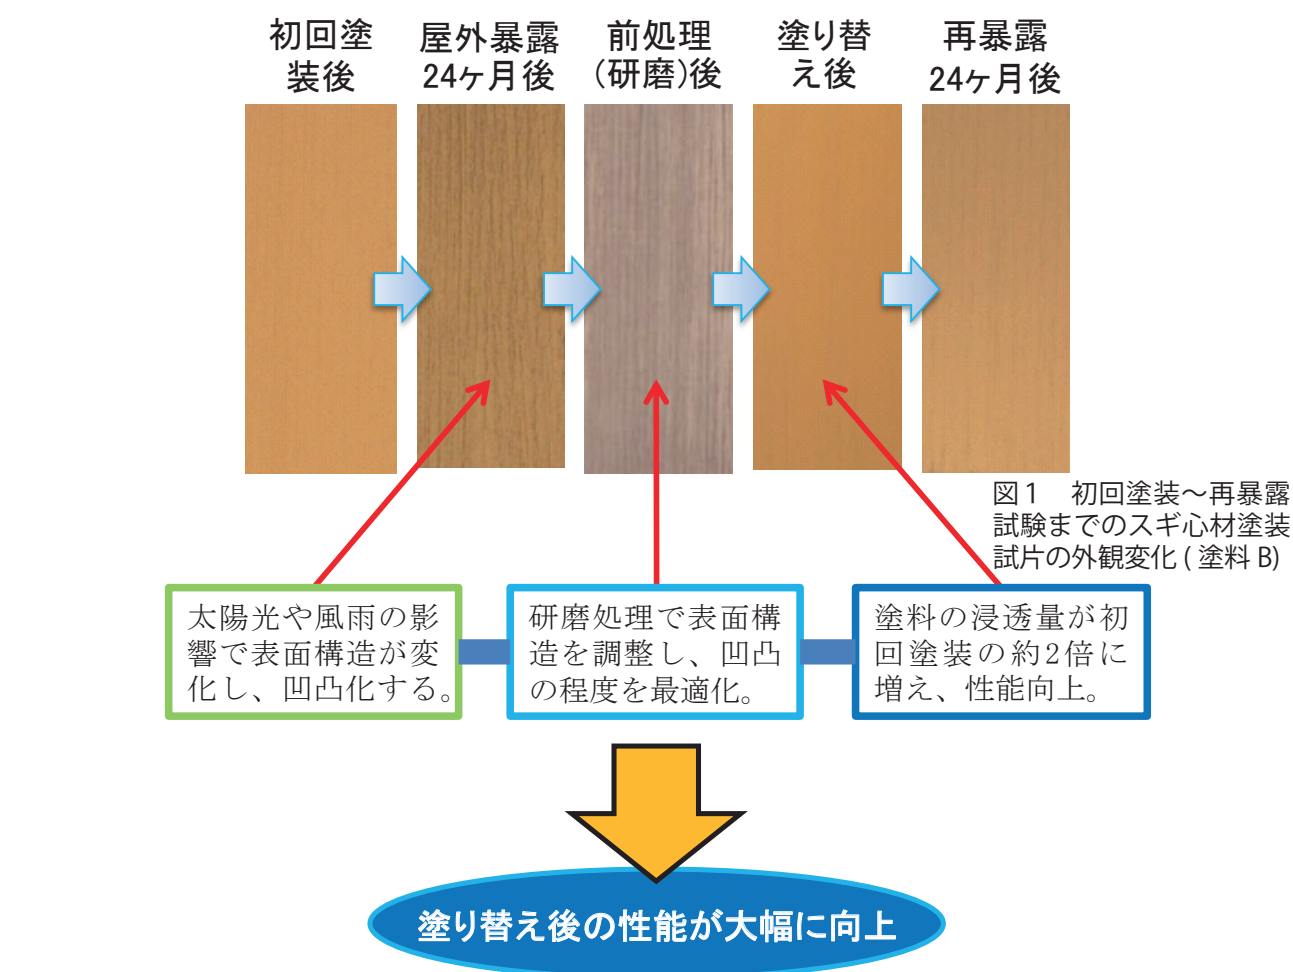 初回塗
装後
屋外暴露
24ヶ月後
前処理
(研磨)後
塗り替
え後
再暴露
24ヶ月後
図1　初回塗装～再暴露
試験までのスギ心材塗装
試片の外観変化 ( 塗料 B)
太陽光や風雨の影
響で表面構造が変
化し、凹凸化する。
研磨処理で表面構
造を調整し、凹凸
の程度を最適化。
塗料の浸透量が初
回塗装の約2倍に
増え、性能向上。
塗り替え後の性能が大幅に向上